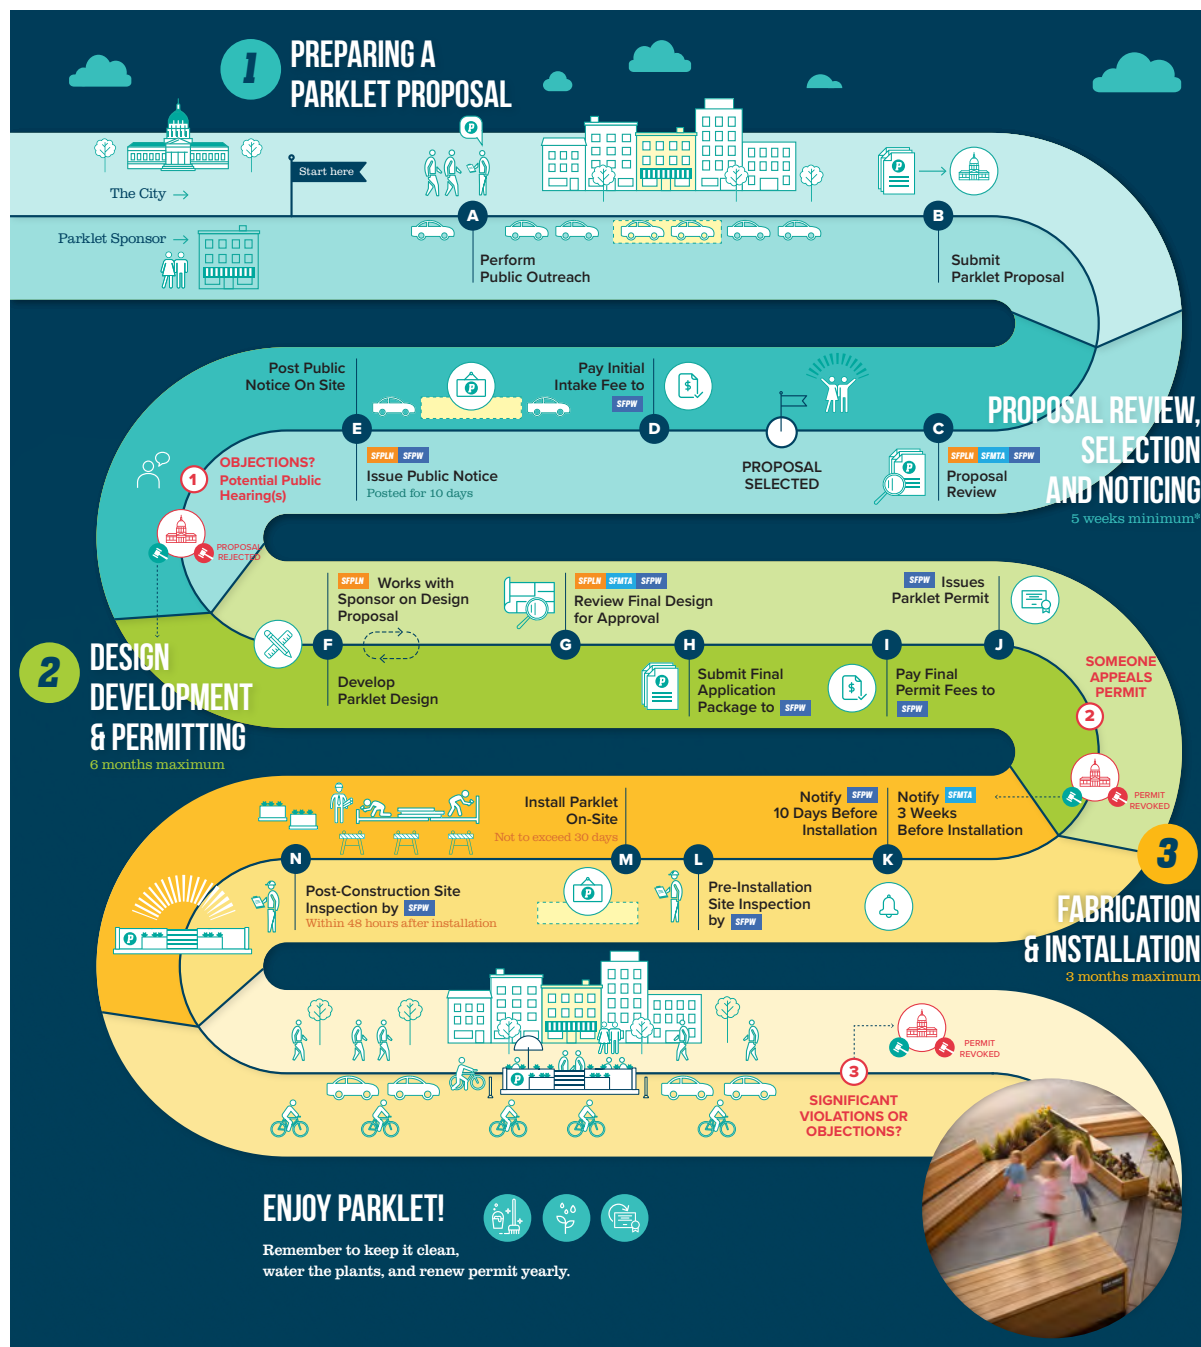 1
PREPARING A
PARKLET PROPOSAL
The City →
Start here
Parklet Sponsor →
P
P
A
Perform
Public Outreach
B
Submit
Parklet Proposal
PROPOSAL REVIEW,
SELECTION
AND NOTICING
5 weeks minimum*
C
SFPLN SFMTA SFPW
Proposal
Review
P
PROPOSAL
SELECTED
Pay Initial
Intake Fee to
SFPW
$
D
Post Public
Notice On Site
P
E
SFPLN SFPW
Issue Public Notice
Posted for 10 days
1
OBJECTIONS?
Potential Public
Hearing(s)
PROPOSAL
REJECTED
2
DESIGN
DEVELOPMENT
& PERMITTING
6 months maximum
SFPLN Works with
Sponsor on Design
Proposal
F
Develop
Parklet Design
SFPLN SFMTA SFPW
Review Final Design
for Approval
G
H
P
Submit Final
Application
Package to SFPW
I
$
Pay Final
Permit Fees to
SFPW
SFPW Issues
Parklet Permit
J
SOMEONE
APPEALS
PERMIT
2
PERMIT
REVOKED
3
FABRICATION
& INSTALLATION
3 months maximum
Notify SFMTA
3 Weeks
Before Installation
Notify SFPW
10 Days Before
Installation
K
L
Pre-Installation
Site Inspection
by SFPW
Install Parklet
On-Site
Not to exceed 30 days
M
P
N
Post-Construction Site
Inspection by SFPW
Within 48 hours after installation
P
P
3
SIGNIFICANT
VIOLATIONS OR
OBJECTIONS?
PERMIT
REVOKED
ENJOY PARKLET!
Remember to keep it clean,
water the plants, and renew permit yearly.